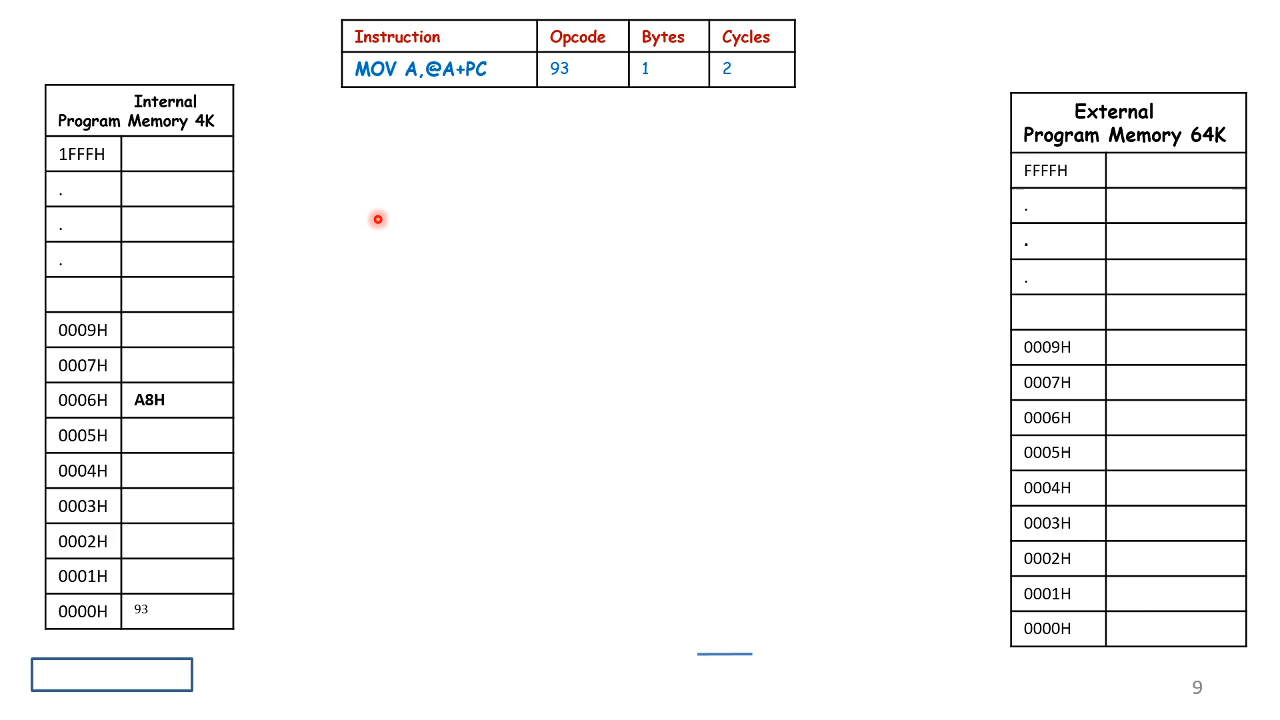 Instruction Opcode Bytes Cycles
MOV A,@A+PC 93 1 2
Internal
Program Memory 4K
1FFFH
.
.
.
0009H
0007H
0006H A8H
0005H
0004H
0003H
0002H
0001H
0000H 93
External
Program Memory 64K
FFFFH
.
.
.
0009H
0007H
0006H
0005H
0004H
0003H
0002H
0001H
0000H
9